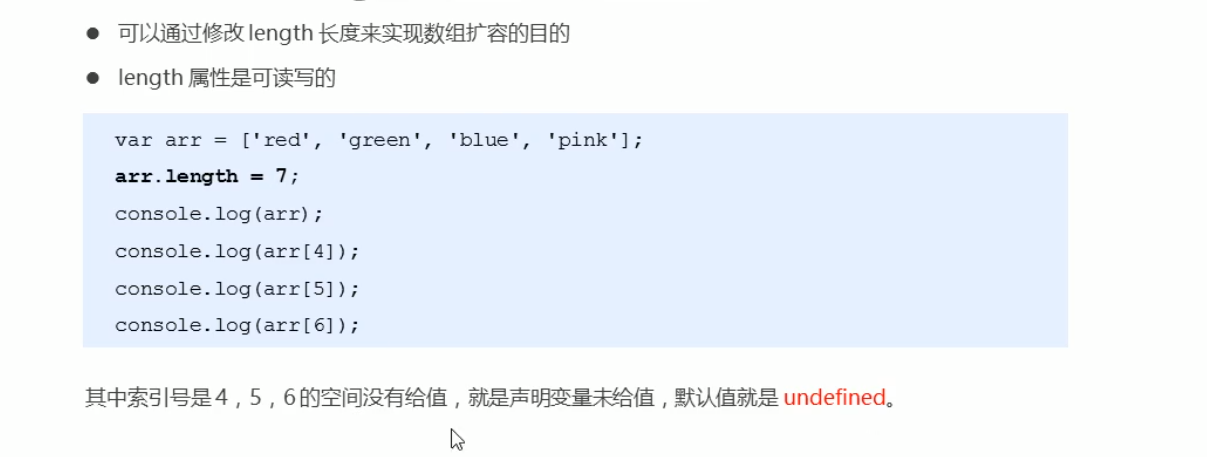 ● 可以通过修改 length 长度来实现数组扩容的目的
● length 属性是可读写的
var arr = ['red', 'green', 'blue', 'pink'];
arr.length = 7;
console.log(arr);
console.log(arr[4]);
console.log(arr[5]);
console.log(arr[6]);
其中索引号是 4，5，6 的空间没有给值，就是声明变量未给值，默认值就是 undefined。